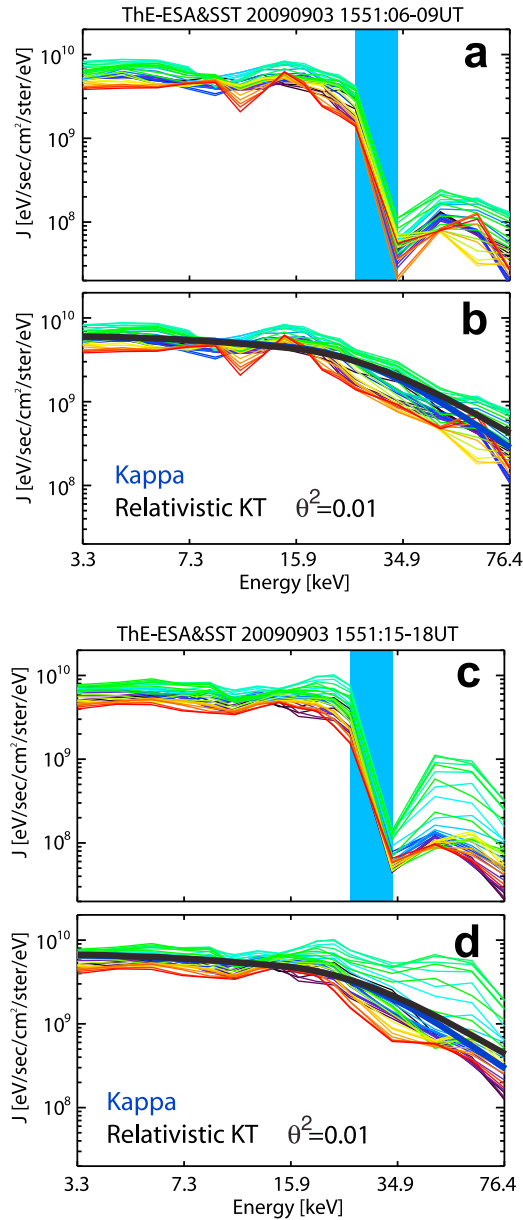 ThE-ESA&SST 20090903 1551:06-09UT
a
10¹⁰
10⁹
10⁸
J [eV/sec/cm²/ster/eV]
b
10¹⁰
10⁹
10⁸
J [eV/sec/cm²/ster/eV]
Kappa
Relativistic KT θ²=0.01
3.3 7.3 15.9 34.9 76.4
Energy [keV]
ThE-ESA&SST 20090903 1551:15-18UT
c
10¹⁰
10⁹
10⁸
J [eV/sec/cm²/ster/eV]
d
10¹⁰
10⁹
10⁸
J [eV/sec/cm²/ster/eV]
Kappa
Relativistic KT θ²=0.01
3.3 7.3 15.9 34.9 76.4
Energy [keV]